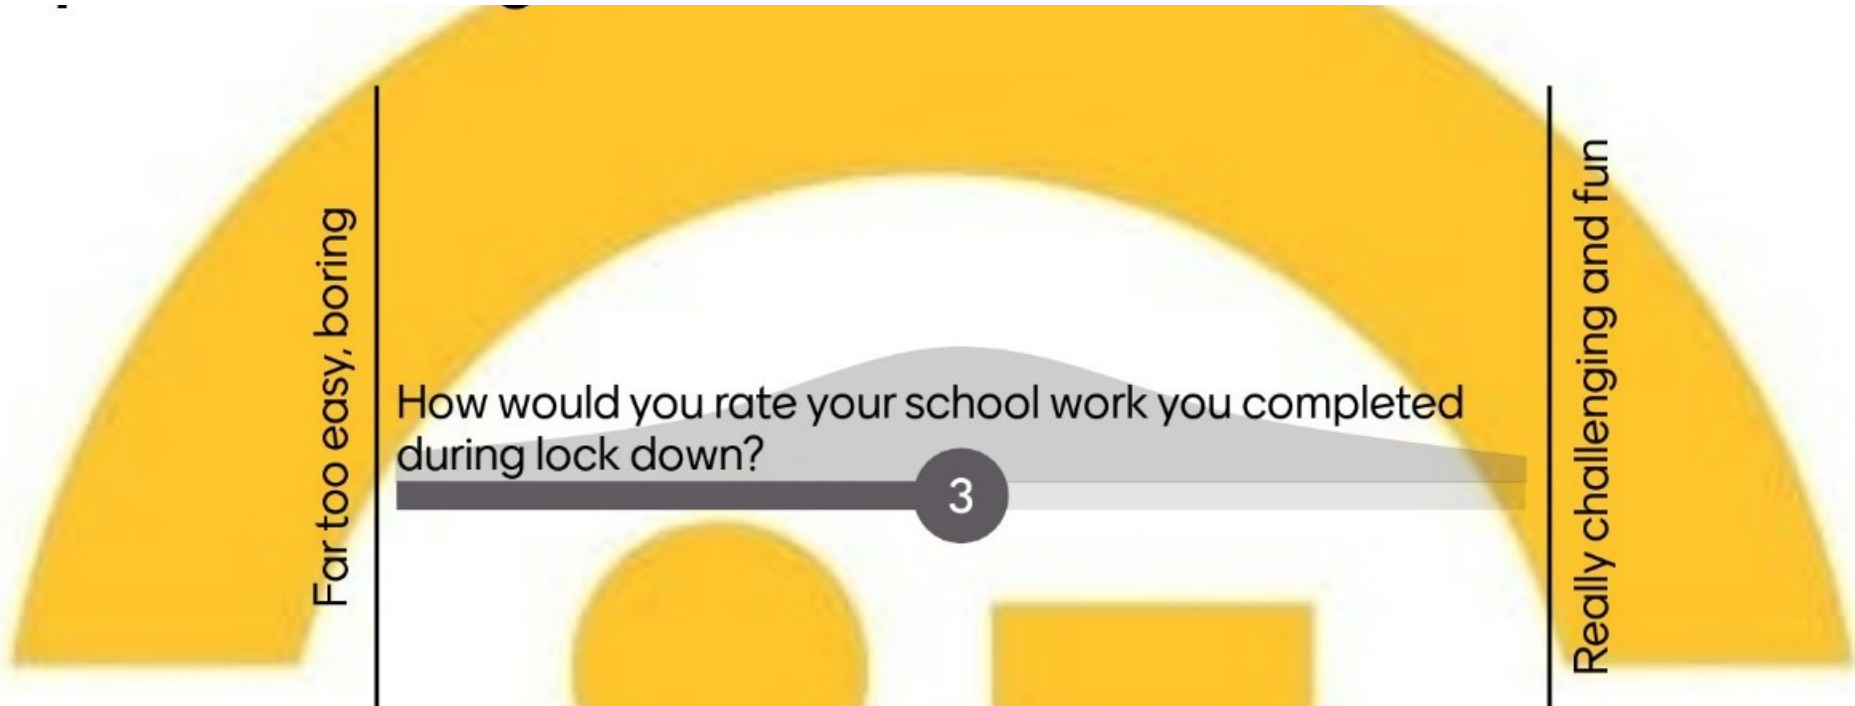 Far too easy, boring
How would you rate your school work you completed
during lock down?
3
Really challenging and fun